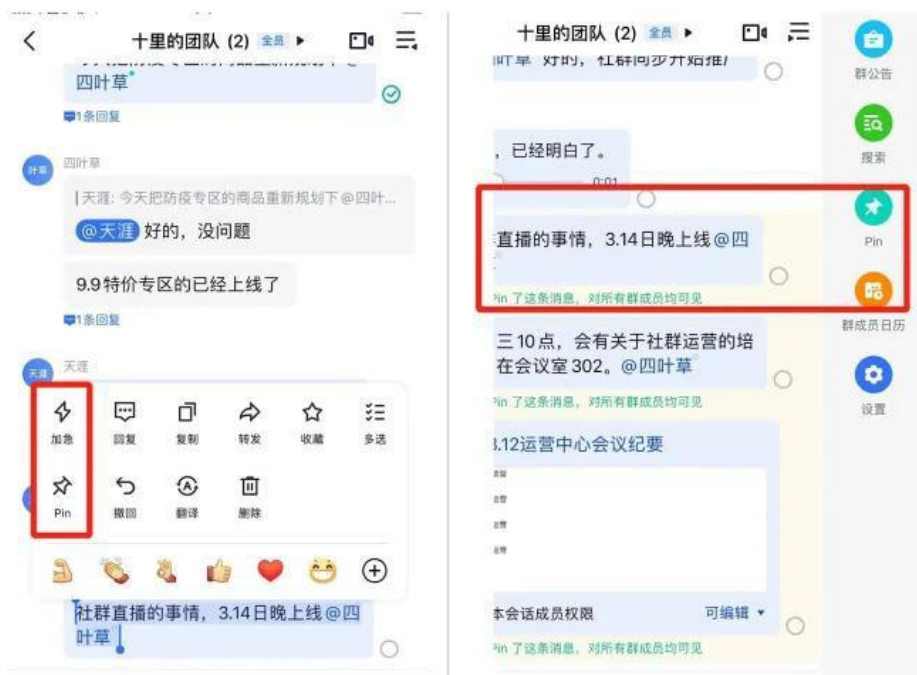 十里的团队 (2) 全员
四叶草
1条回复
四叶草
天涯: 今天把防疫专区的商品重新规划下@四叶...
@天涯 好的，没问题
9.9特价专区的已经上线了
1条回复
天涯
加急
回复
复制
转发
收藏
多选
Pin
撤回
翻译
删除
社群直播的事情，3.14日晚上线@四
叶草
十里的团队 (2) 全员
好的，社群同步开始推广
，已经明白了。
0:01
直播的事情，3.14日晚上线@四
Pin 了这条消息，对所有群成员均可见
三10点，会有关于社群运营的培
在会议室302。@四叶草
Pin 了这条消息，对所有群成员均可见
3.12运营中心会议纪要
本会话成员权限
可编辑
Pin 了这条消息，对所有群成员均可见
群公告
搜索
Pin
群成员日历
设置